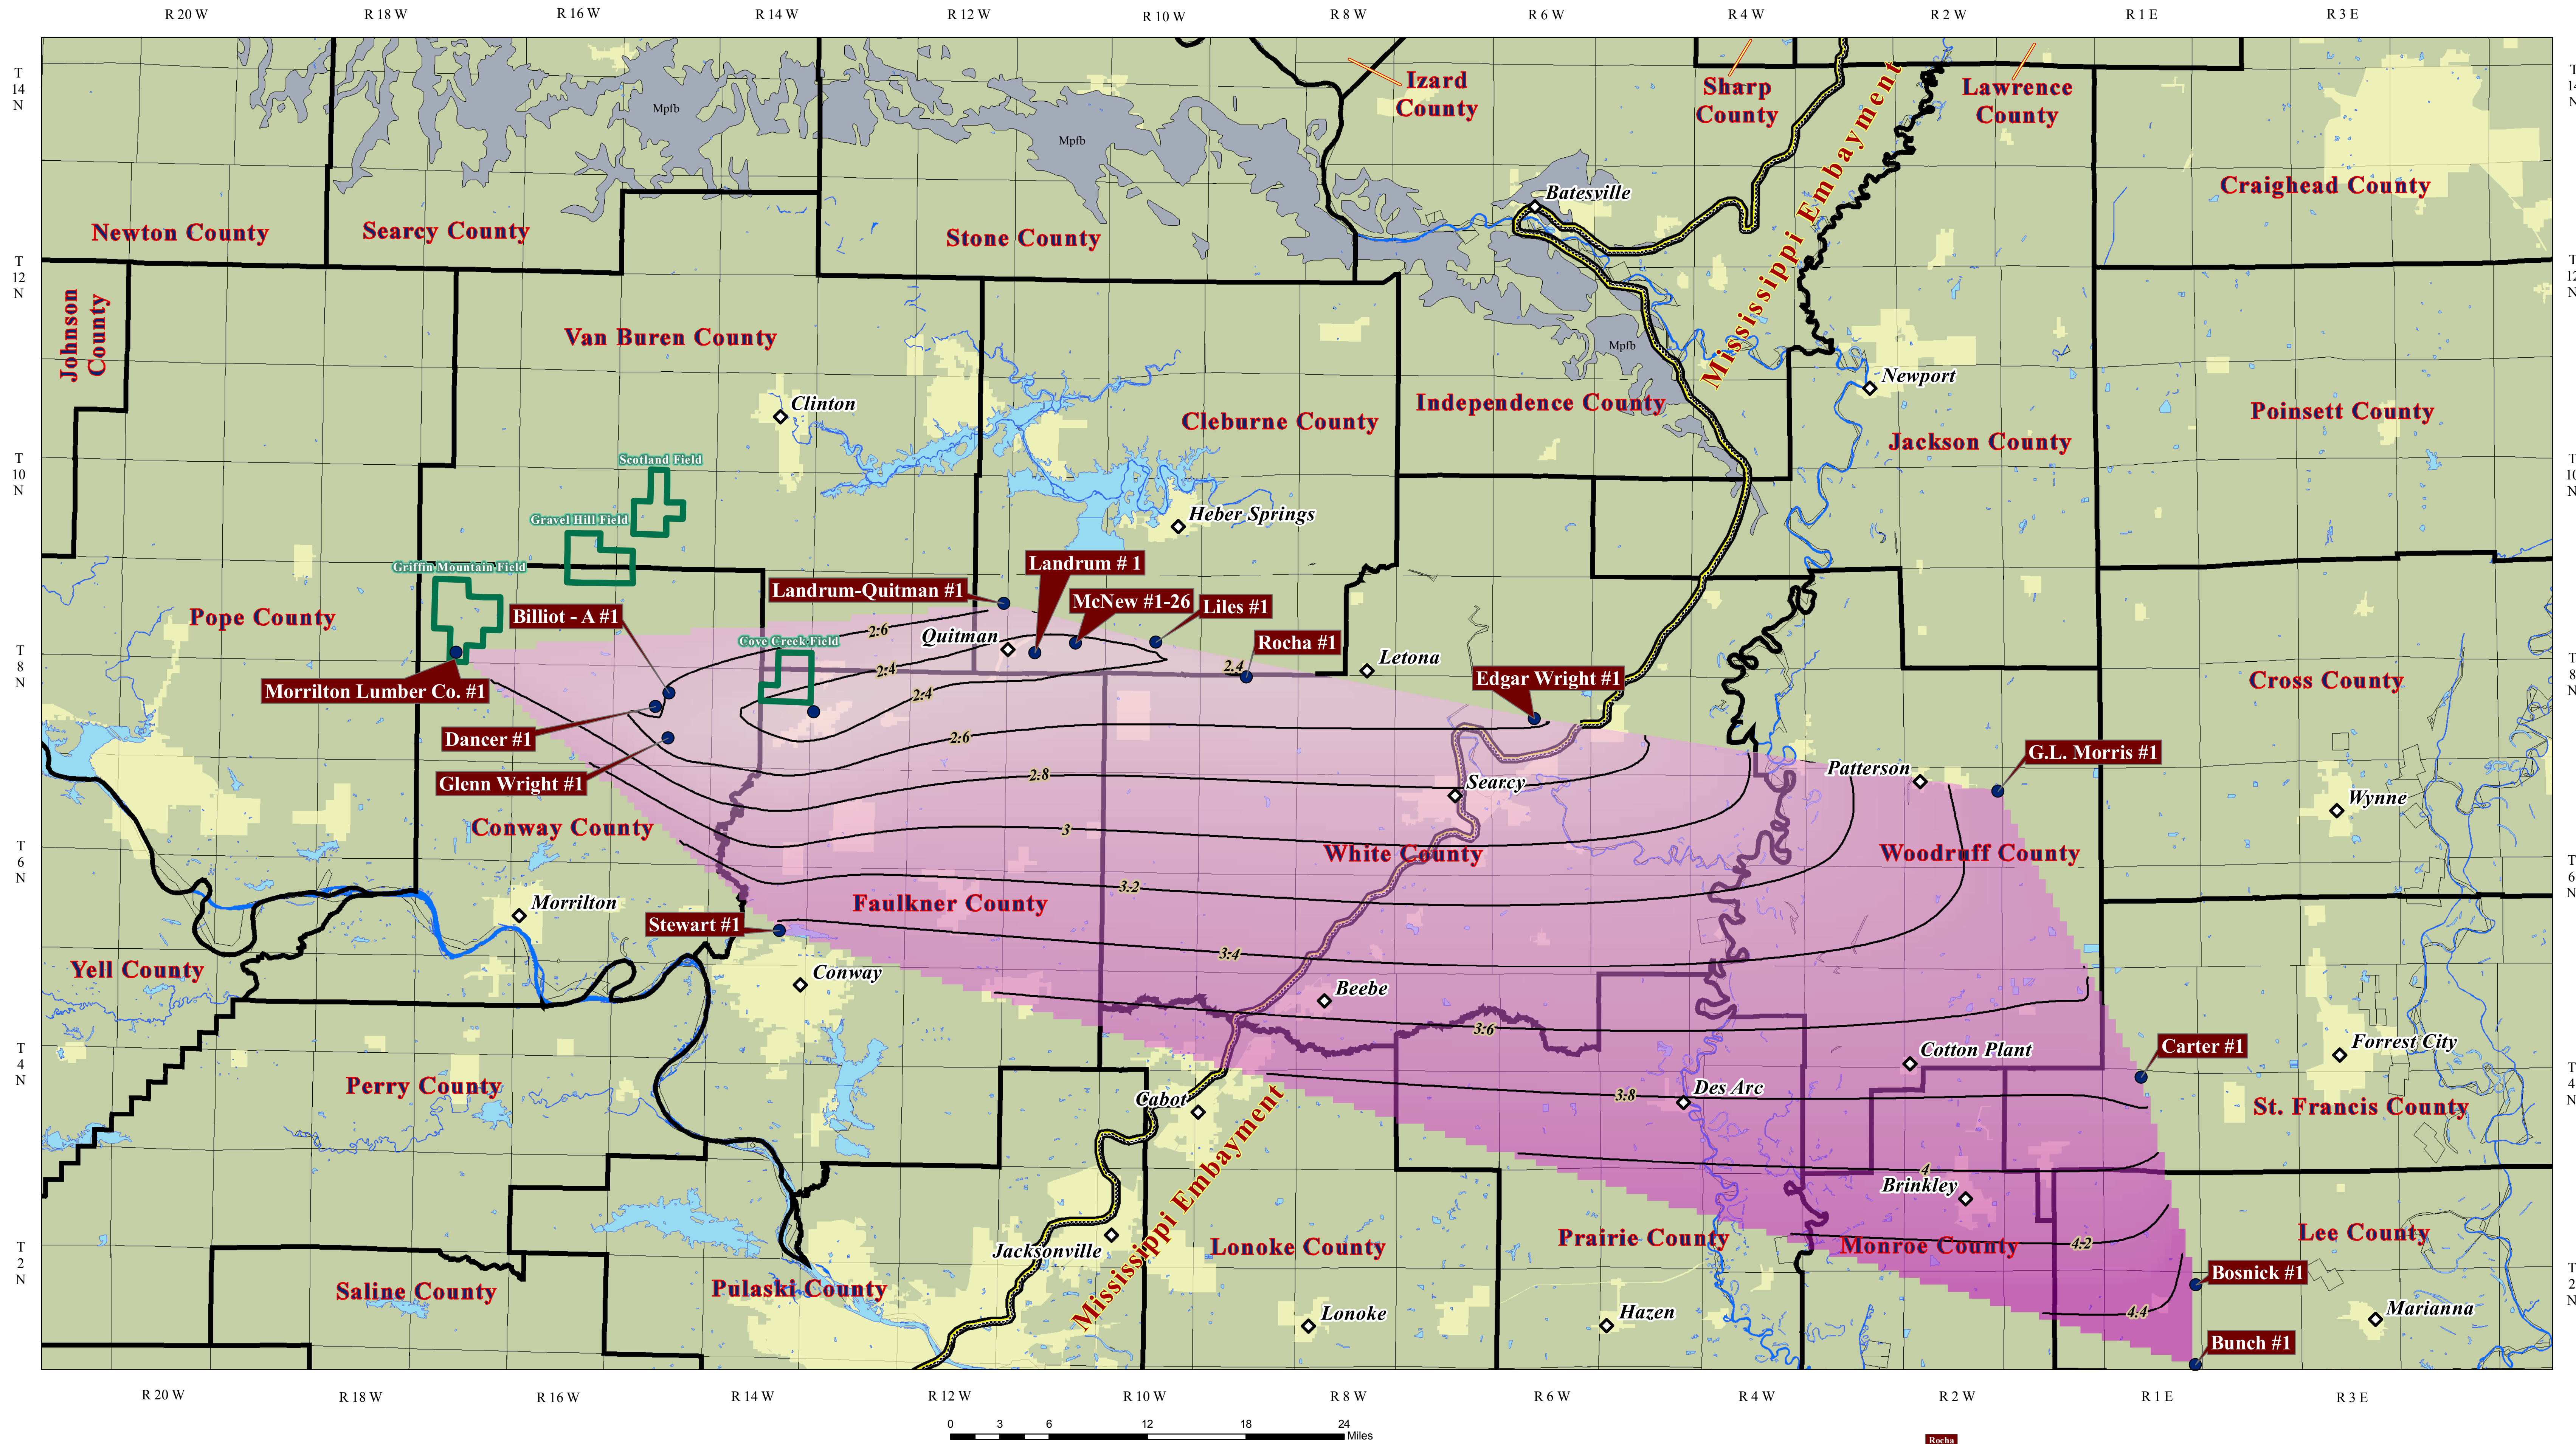 R 20 W R 18 W R 16 W R 14 W R 12 W R 10 W R 8 W R 6 W R 4 W R 2 W R 1 E R 3 E
T
14
N
Mpfb
Mpfb
Izard
County
Sharp
County
Lawrence
County
Mississippi Embayment
Craighead County
Batesville
Newton County
Searcy County
Stone County
T
12
N
Johnson
County
Van Buren County
Mpfb
Newport
Clinton
Cleburne County
Independence County
Jackson County
Poinsett County
T
10
N
Scotland Field
Gravel Hill Field
Heber Springs
Griffin Mountain Field
Landrum # 1
Landrum-Quitman #1
McNew #1-26
Liles #1
Pope County
Billiot - A #1
2.6
Quitman
Cove Creek Field
Rocha #1
T
8
N
Letona
2.4
2.4
2.4
Edgar Wright #1
Cross County
Morrilton Lumber Co. #1
Dancer #1
2.6
G.L. Morris #1
Glenn Wright #1
2.8
Searcy
Patterson
Wynne
Conway County
3
White County
Woodruff County
T
6
N
3.2
Morrilton
Faulkner County
Stewart #1
3.4
Yell County
Conway
Beebe
3.6
T
4
N
Cotton Plant
Carter #1
Forrest City
Perry County
Cabot
3.8
Des Arc
St. Francis County
Mississippi Embayment
4
Brinkley
T
2
N
Jacksonville
Lonoke County
Prairie County
Monroe County
4.2
Lee County
Saline County
Pulaski County
Bosnick #1
Lonoke
Hazen
4.4
Marianna
Bunch #1
R 20 W R 18 W R 16 W R 14 W R 12 W R 10 W R 8 W R 6 W R 4 W R 2 W R 1 E R 3 E
0 3 6 12 18 24
Miles
Rocha